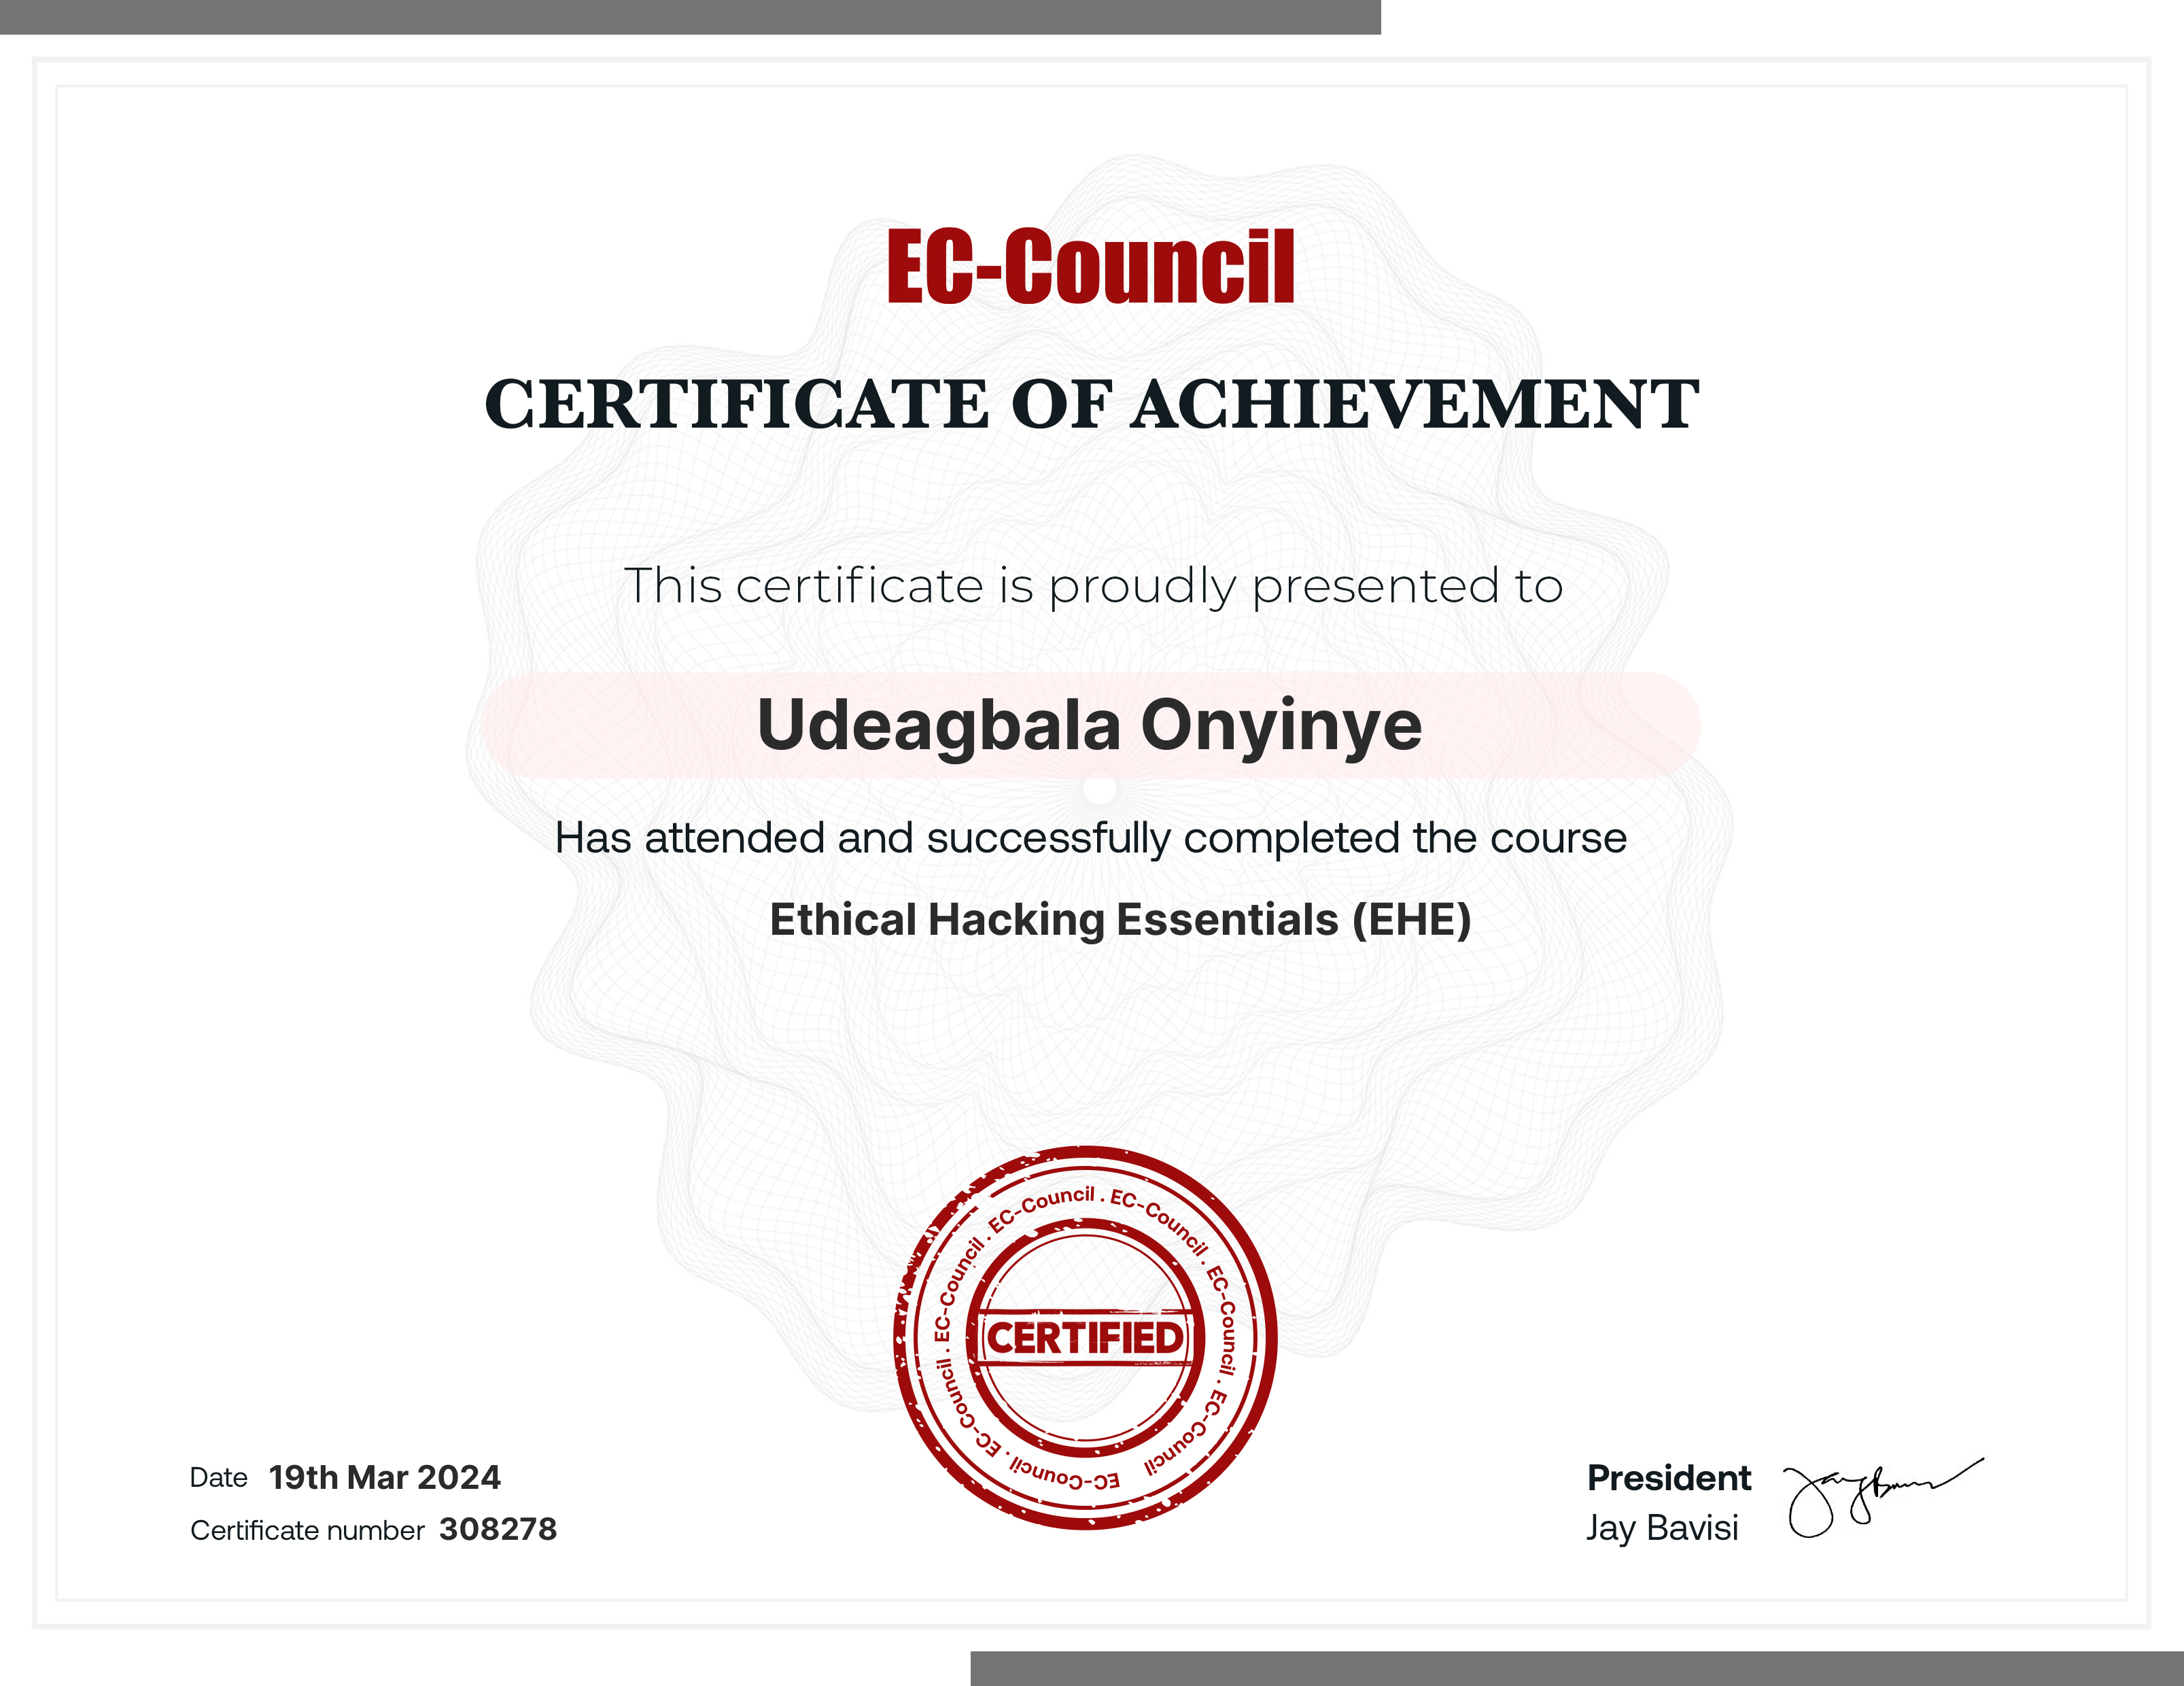 EC-Council
CERTIFICATE OF ACHIEVEMENT
This certificate is proudly presented to
Udeagbala Onyinye
Has attended and successfully completed the course
Ethical Hacking Essentials (EHE)
EC-Council . EC-Council . EC-Council . EC-Council . EC-Council . EC-Council . EC-Council . EC-Council
CERTIFIED
Date 19th Mar 2024
Certificate number 308278
President
Jay Bavisi